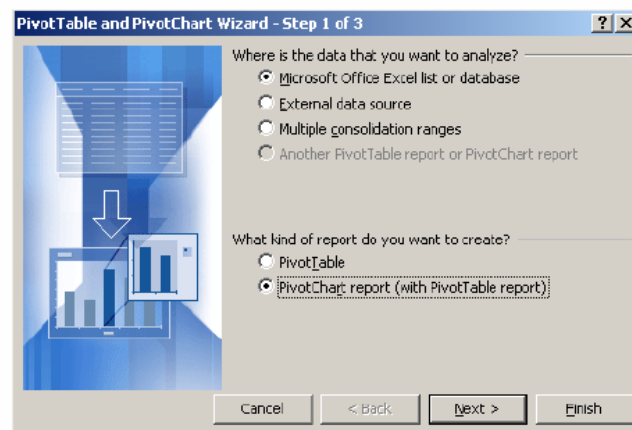 PivotTable and PivotChart Wizard - Step 1 of 3
Where is the data that you want to analyze?
Microsoft Office Excel list or database
External data source
Multiple consolidation ranges
Another PivotTable report or PivotChart report
What kind of report do you want to create?
PivotTable
PivotChart report (with PivotTable report)
Cancel < Back Next > Finish